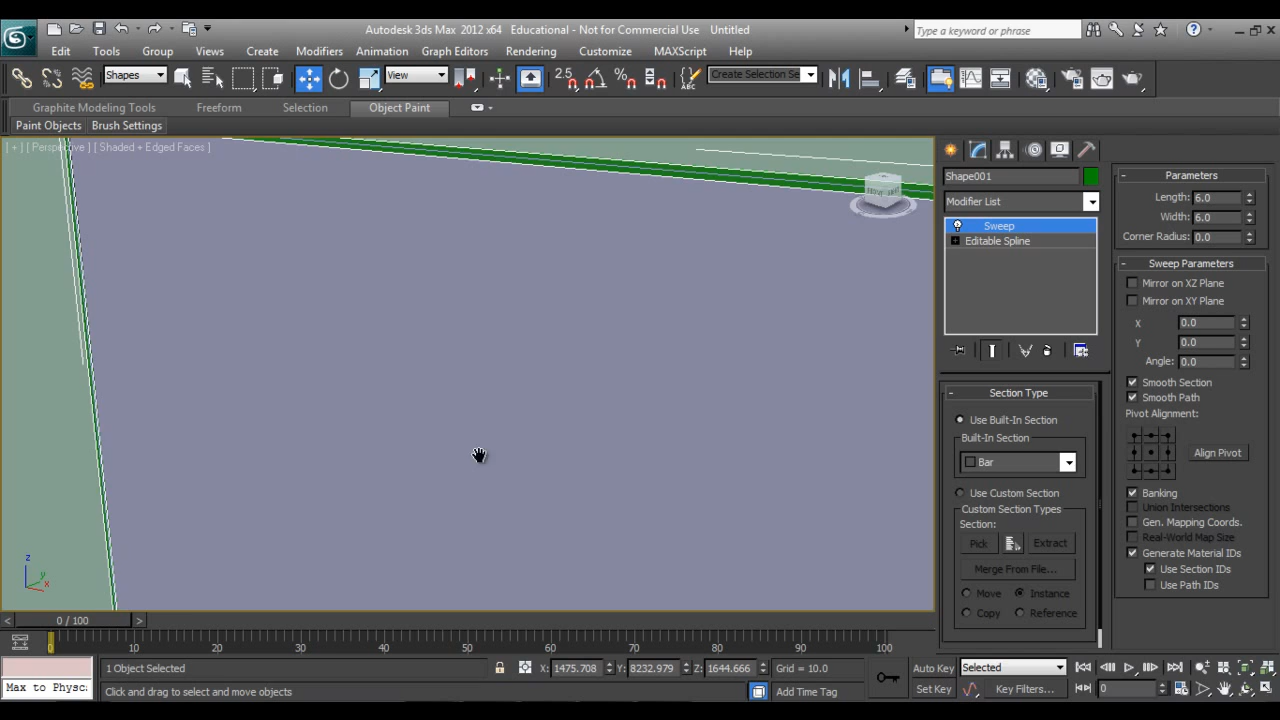 Autodesk 3ds Max 2012 x64 Educational - Not for Commercial Use Untitled
Type a keyword or phrase
Edit Tools Group Views Create Modifiers Animation Graph Editors Rendering Customize MAXScript Help
Shapes View 2.5 Create Selection Se
Graphite Modeling Tools Freeform Selection Object Paint
Paint Objects Brush Settings
[ + ] [ Perspective ] [ Shaded + Edged Faces ]
Shape001
Modifier List
Sweep
Editable Spline
Section Type
Use Built-In Section
Built-In Section
Bar
Use Custom Section
Custom Section Types
Section:
Pick Extract
Merge From File...
Move Instance
Copy Reference
Parameters
Length: 6.0
Width: 6.0
Corner Radius: 0.0
Sweep Parameters
Mirror on XZ Plane
Mirror on XY Plane
X 0.0
Y 0.0
Angle: 0.0
Smooth Section
Smooth Path
Pivot Alignment:
Align Pivot
Banking
Union Intersections
Gen. Mapping Coords.
Real-World Map Size
Generate Material IDs
Use Section IDs
Use Path IDs
z
y
x
< 0 / 100 >
0 10 20 30 40 50 60 70 80 90 100
1 Object Selected X: 1475.708 Y: 8232.979 Z: 1644.666 Grid = 10.0 Auto Key Selected
Max to Physc Click and drag to select and move objects Add Time Tag Set Key Key Filters... 0